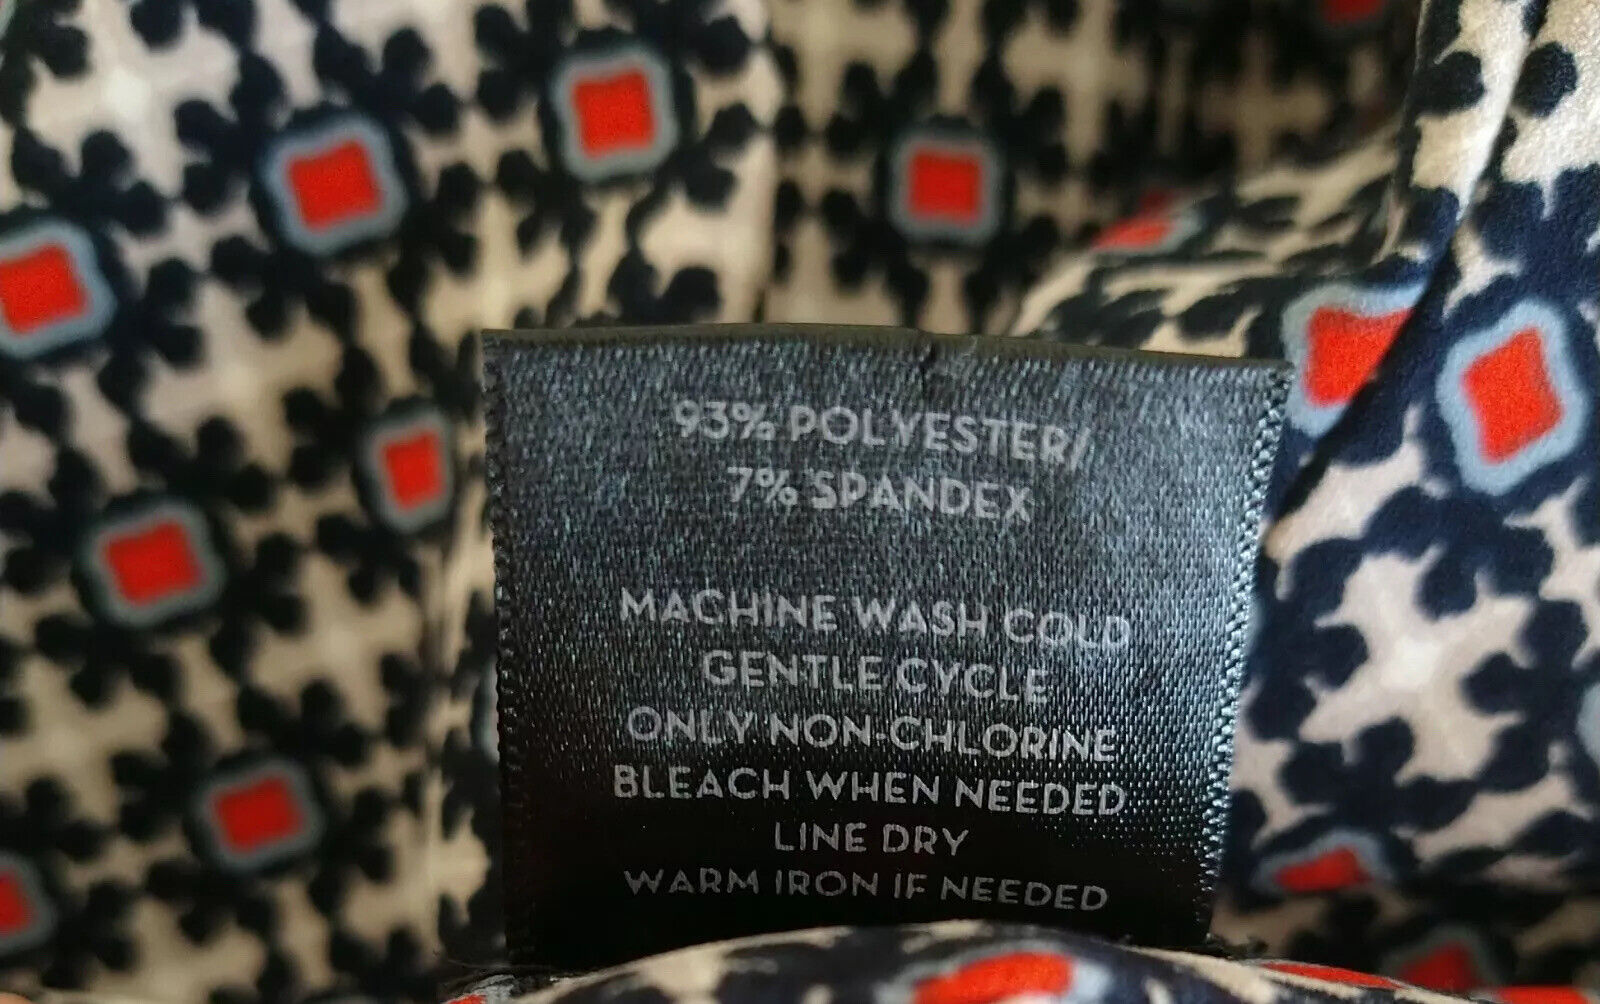 93% POLYESTER/
7% SPANDEX
MACHINE WASH COLD
GENTLE CYCLE
ONLY NON-CHLORINE
BLEACH WHEN NEEDED
LINE DRY
WARM IRON IF NEEDED